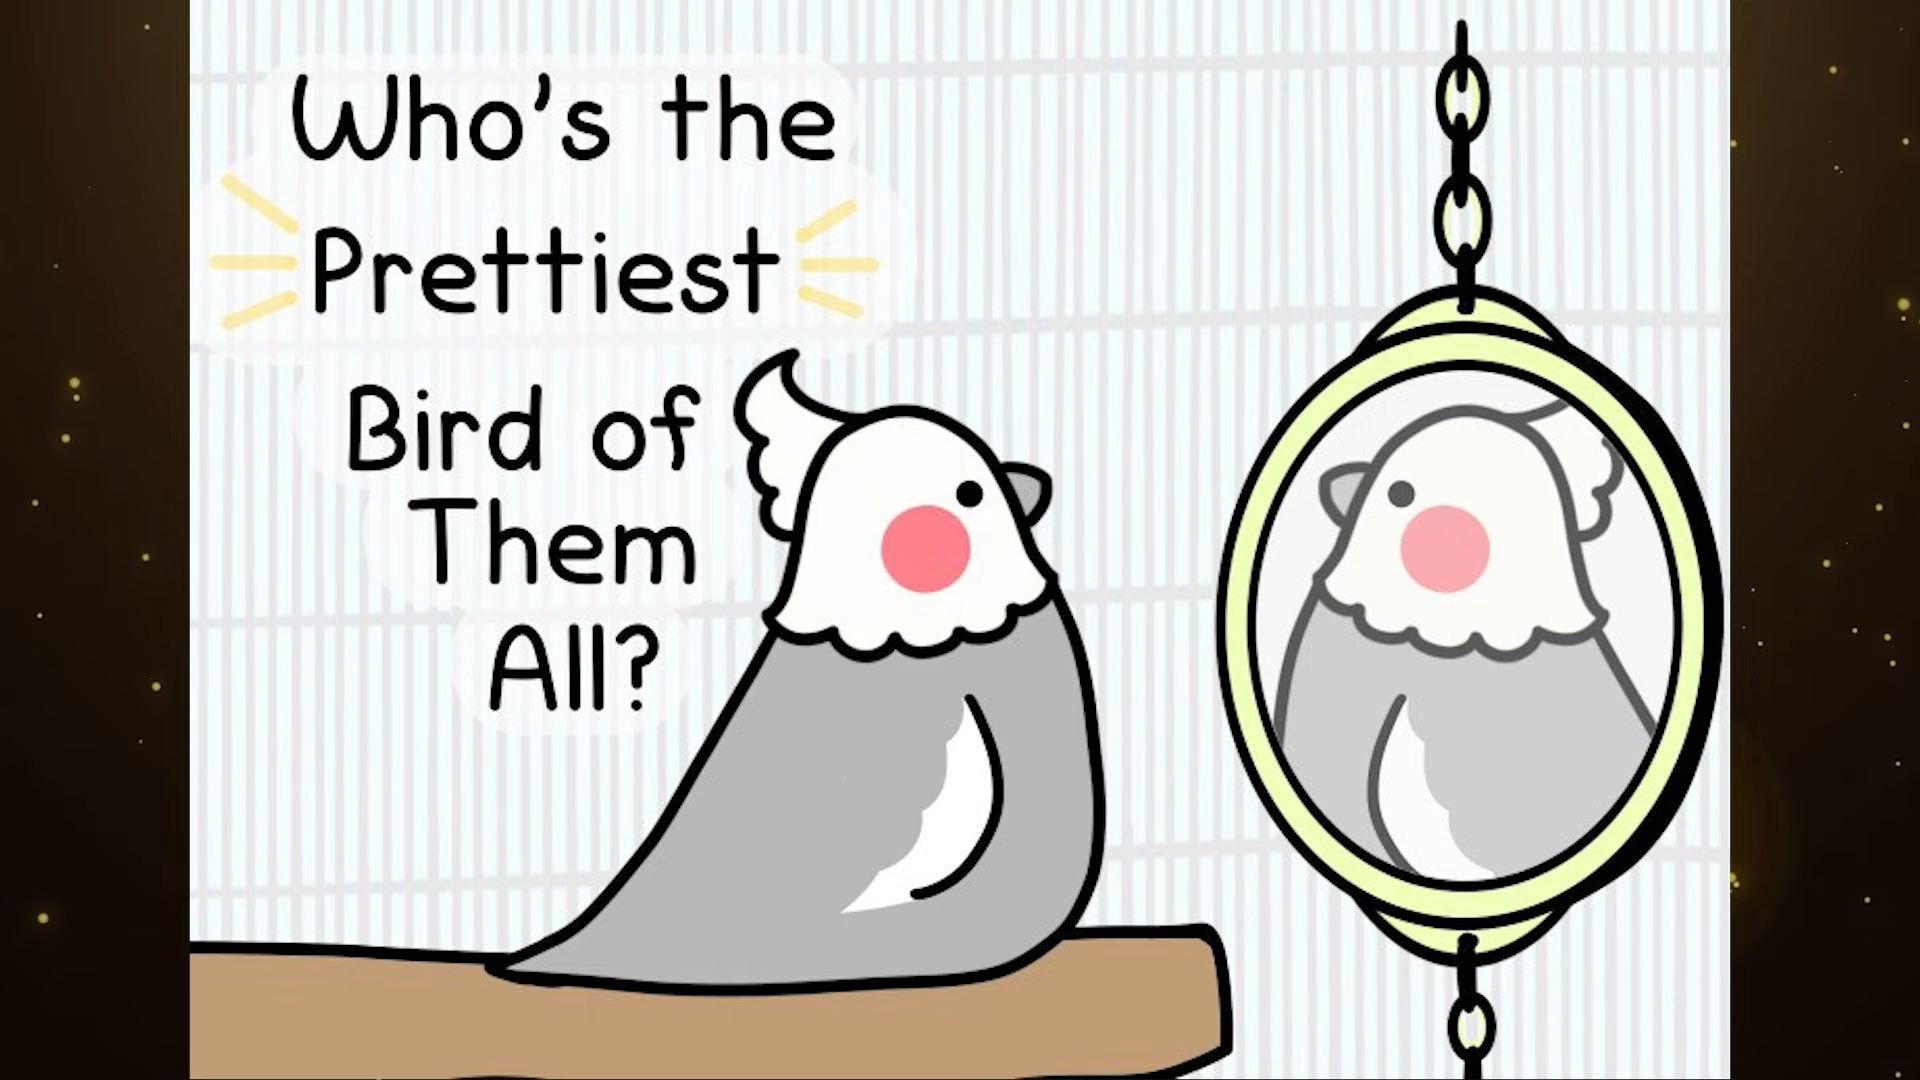 Who's the
Prettiest
Bird of
Them
All?